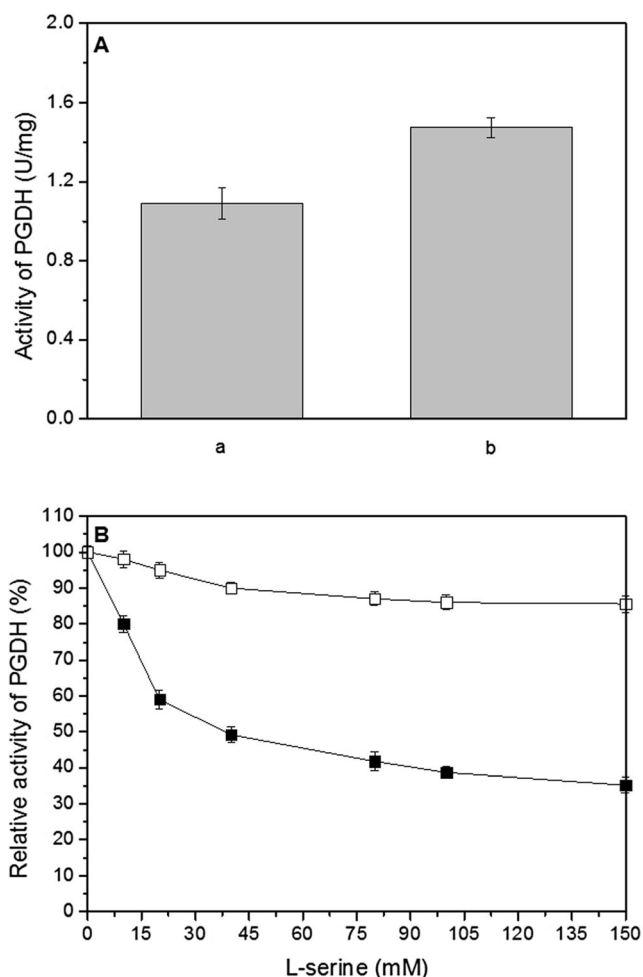 A
Activity of PGDH (U/mg)
2.0
1.6
1.2
0.8
0.4
0.0
a b
B
Relative activity of PGDH (%)
110
100
90
80
70
60
50
40
30
20
10
0
0 15 30 45 60 75 90 105 120 135 150
L-serine (mM)